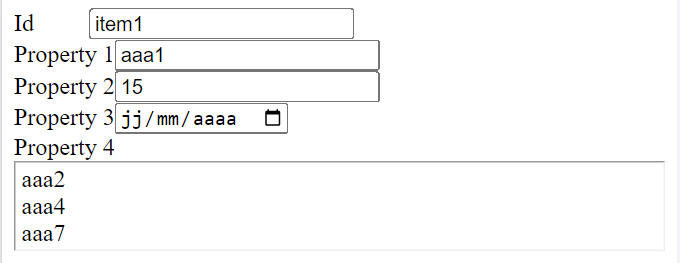 Id item1
Property 1 aaa1
Property 2 15
Property 3 jj/mm/aaaa
Property 4
aaa2
aaa4
aaa7